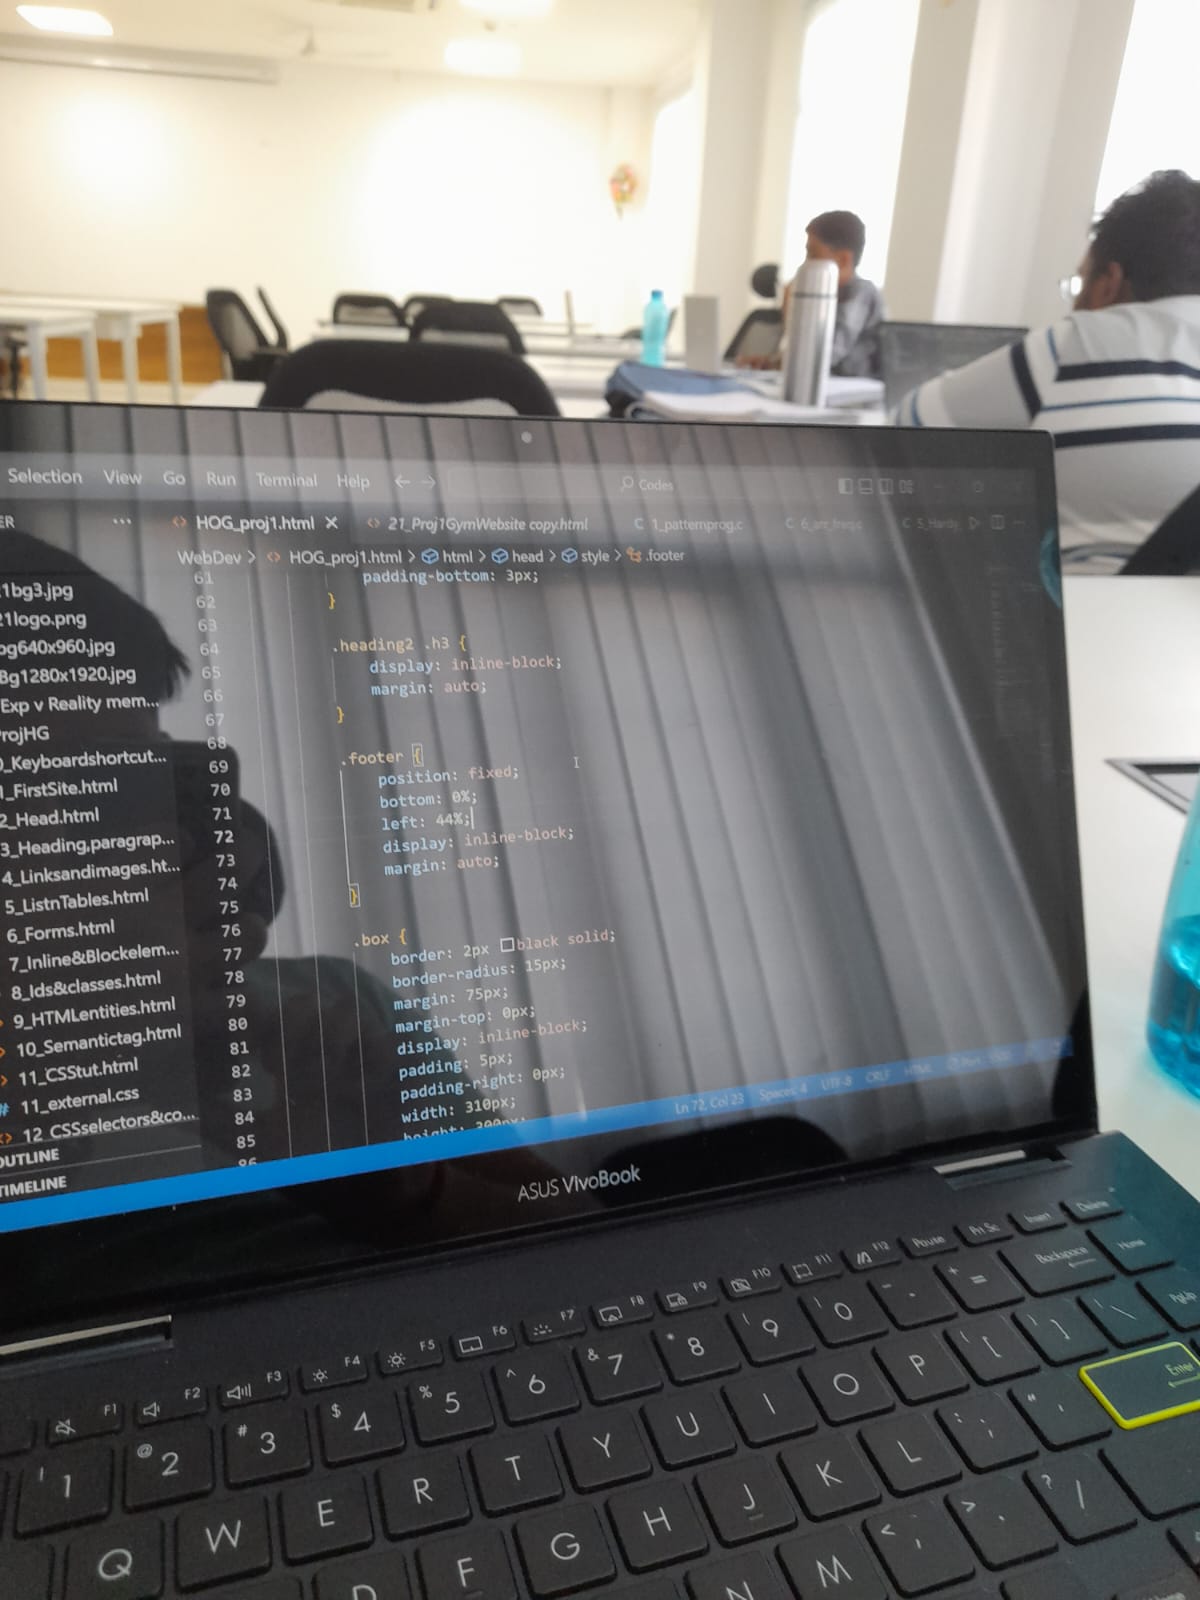 Selection View Go Run Terminal Help ← → Codes
ER ... HOG_proj1.html × 21_Proj1GymWebsite copy.html 1_patternprog.c 6_arr_freq.c 5_Hardy
WebDev > HOG_proj1.html > html > head > style > .footer
1bg3.jpg
21logo.png
bg640x960.jpg
Bg1280x1920.jpg
Exp v Reality mem...
rojHG
_Keyboardshortcut...
1_FirstSite.html
2_Head.html
3_Heading,paragrap...
4_Linksandimages.ht...
5_ListnTables.html
6_Forms.html
7_Inline&Blockelem...
8_Ids&classes.html
9_HTMLentities.html
10_Semantictag.html
11_CSStut.html
# 11_external.css
<> 12_CSSselectors&co...
OUTLINE
TIMELINE
61 padding-bottom: 3px;
62 }
63
64 .heading2 .h3 {
65 display: inline-block;
66 margin: auto;
67 }
68
69 .footer {
70 position: fixed;
71 bottom: 0%;
72 left: 44%;
73 display: inline-block;
74 margin: auto;
75 }
76
77 .box {
78 border: 2px black solid;
79 border-radius: 15px;
80 margin: 75px;
81 margin-top: 0px;
82 display: inline-block;
83 padding: 5px;
84 padding-right: 0px;
85 width: 310px;
86
Ln 72, Col 23 Spaces: 4 UTF-8 CRLF HTML
ASUS VivoBook
F1 F2 F3 F4 F5 F6 F7 F8 F9 F10 F11 F12 Pause Prt Sc Insert Delete
! 1 @ 2 # 3 $ 4 % 5 ^ 6 & 7 * 8 ( 9 ) 0 - + = Backspace Home
Q W E R T Y U I O P [ ] \ PgUp
D F G H J K L : ; " ' Enter
N M < , > . ? /